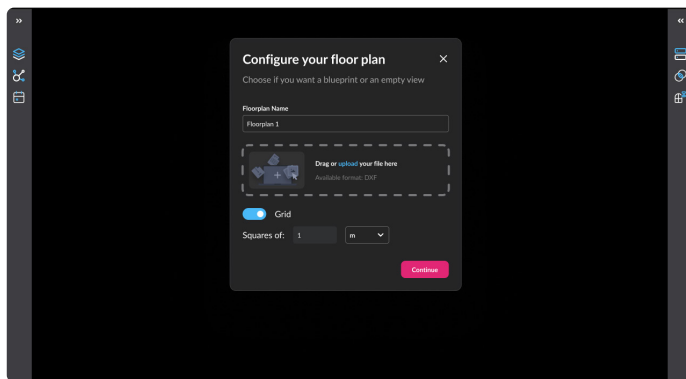 Configure your floor plan
Choose if you want a blueprint or an empty view
Floorplan Name
Floorplan 1
Drag or upload your file here
Available format: DXF
Grid
Squares of: 1 m
Continue